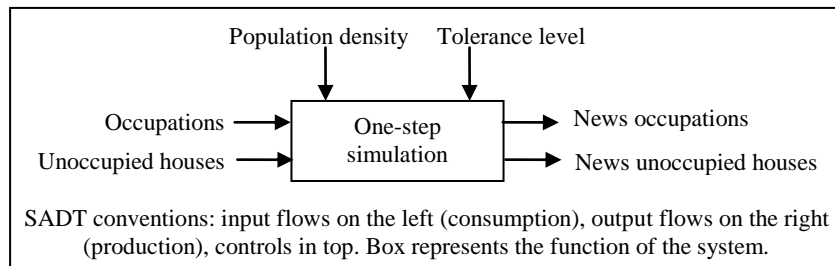 Population density Tolerance level
Occupations
Unoccupied houses
One-step
simulation
News occupations
News unoccupied houses
SADT conventions: input flows on the left (consumption), output flows on the right
(production), controls in top. Box represents the function of the system.